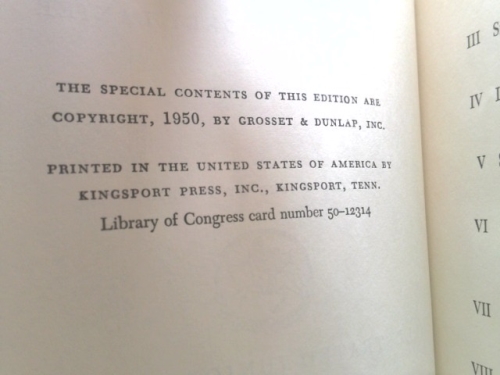 THE SPECIAL CONTENTS OF THIS EDITION ARE
COPYRIGHT, 1950, BY GROSSET & DUNLAP, INC.
PRINTED IN THE UNITED STATES OF AMERICA BY
KINGSPORT PRESS, INC., KINGSPORT, TENN.
Library of Congress card number 50-12314
III S
IV
V S
VI
VII
VIII